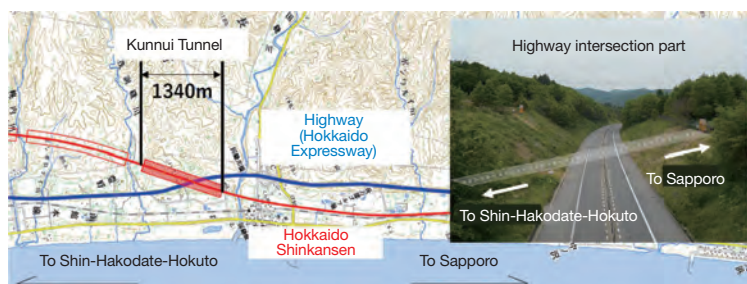 Kunnui Tunnel
1340m
Highway
(Hokkaido
Expressway)
Hokkaido
Shinkansen
To Shin-Hakodate-Hokuto
To Sapporo
Highway intersection part
To Sapporo
To Shin-Hakodate-Hokuto